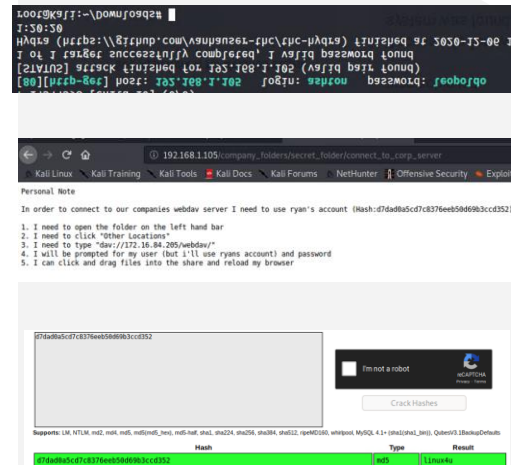 [80][http-get] host: 192.168.1.105 login: ashton password: leopoldo
[STATUS] attack finished for 192.168.1.105 (valid pair found)
1 of 1 target successfully completed, 1 valid password found
Hydra (https://github.com/vanhauser-thc/thc-hydra) finished at 2020-12-06 1
1:20:20
root@Kali:~/Downloads#
192.168.1.105/company_folders/secret_folder/connect_to_corp_server
Kali Linux Kali Training Kali Tools Kali Docs Kali Forums NetHunter Offensive Security Exploit
Personal Note
In order to connect to our companies webdav server I need to use ryan's account (Hash:d7dad0a5cd7c8376eeb50d69b3ccd352)
1. I need to open the folder on the left hand bar
2. I need to click "Other Locations"
3. I need to type "dav://172.16.84.205/webdav/"
4. I will be prompted for my user (but i'll use ryans account) and password
5. I can click and drag files into the share and reload my browser
d7dad0a5cd7c8376eeb50d69b3ccd352
I'm not a robot
reCAPTCHA
Privacy - Terms
Crack Hashes
Supports: LM, NTLM, md2, md4, md5, md5(md5_hex), md5-half, sha1, sha224, sha256, sha384, sha512, ripeMD160, whirlpool, MySQL 4.1+ (sha1(sha1_bin)), QubesV3.1BackupDefaults
Hash Type Result
d7dad0a5cd7c8376eeb50d69b3ccd352 md5 linux4u